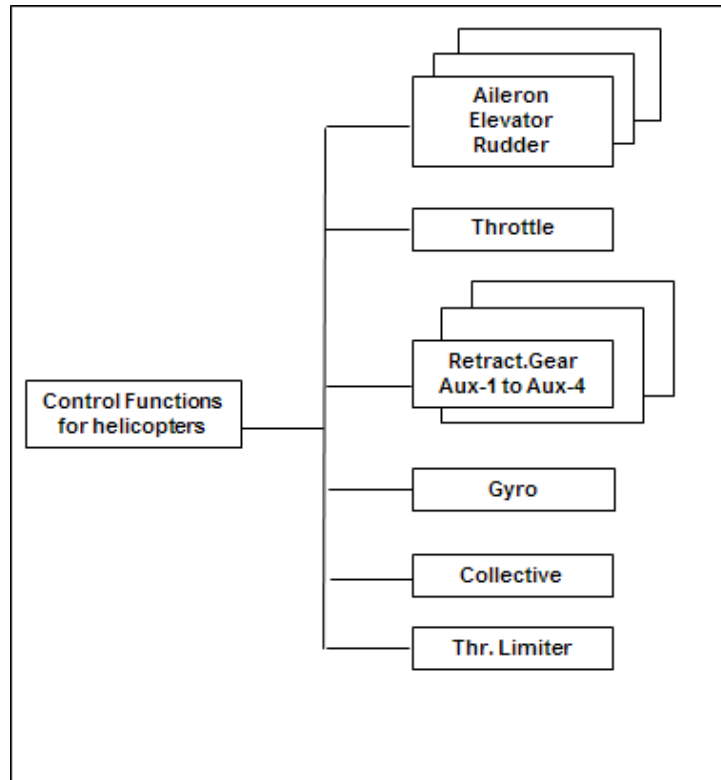 Aileron
Elevator
Rudder
Throttle
Retract.Gear
Aux-1 to Aux-4
Control Functions
for helicopters
Gyro
Collective
Thr. Limiter